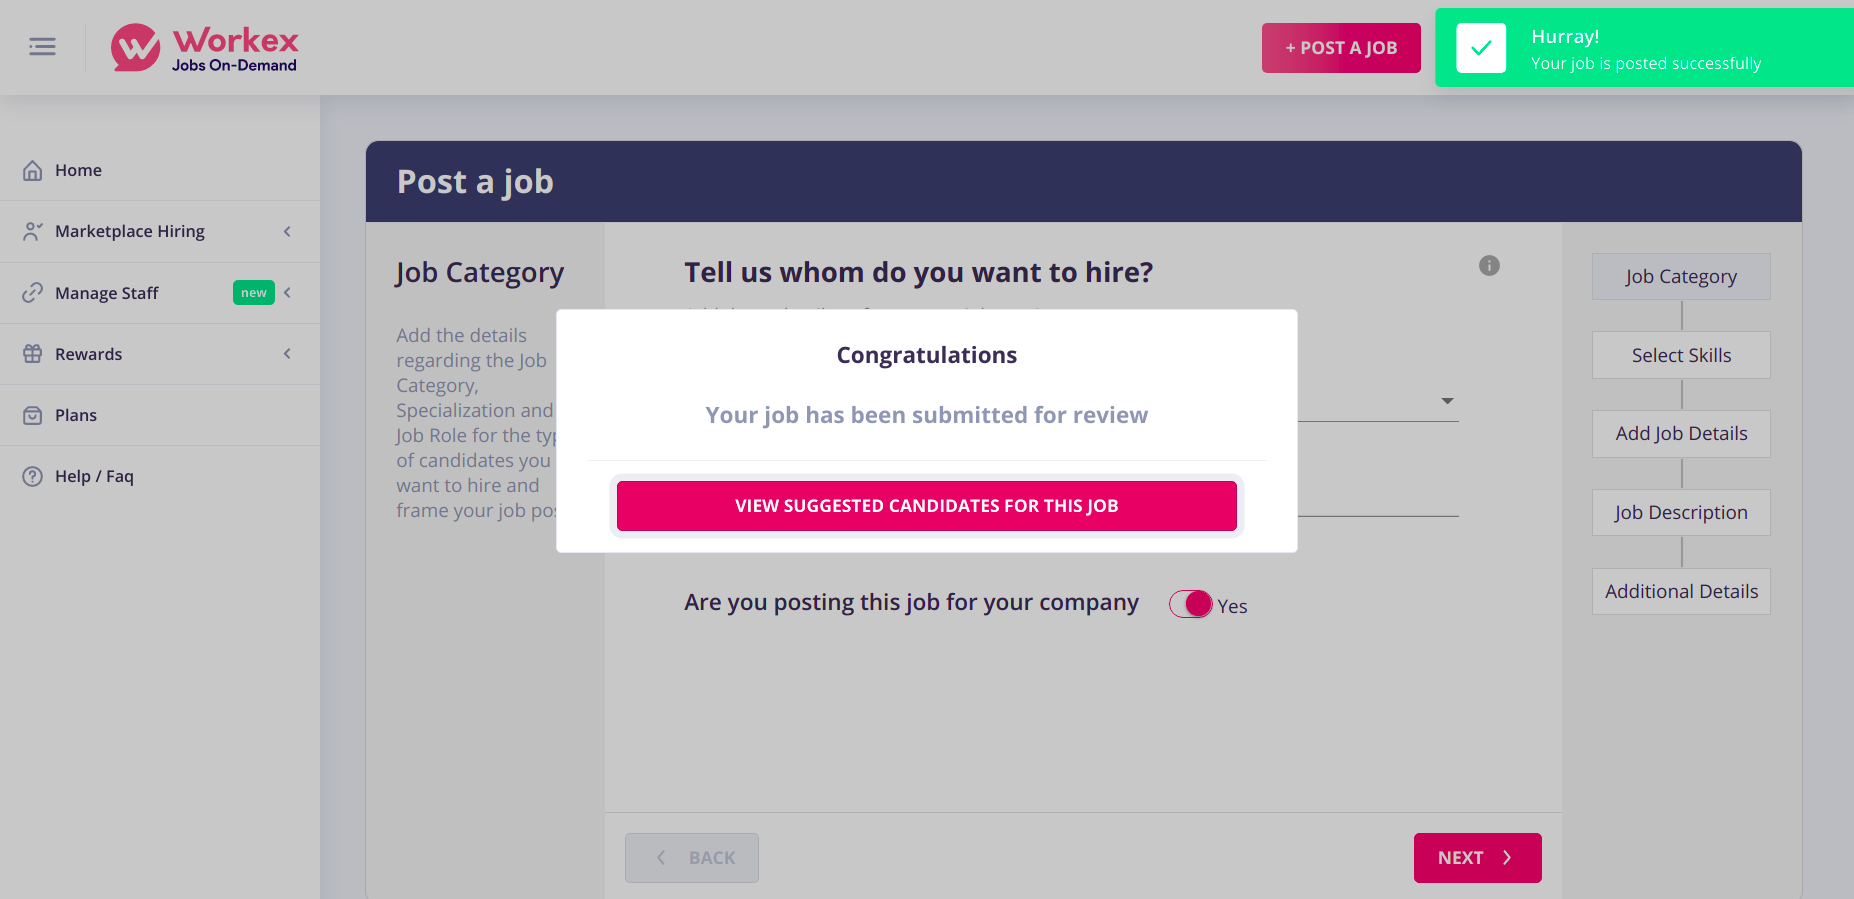 Workex
Jobs On-Demand
+ POST A JOB
Hurray!
Your job is posted successfully
Home
Marketplace Hiring
Manage Staff
new
Rewards
Plans
Help / Faq
Post a job
Job Category
Add the details
regarding the Job
Category,
Specialization and
Job Role for the
of candidates you
want to hire and
frame your job
Tell us whom do you want to hire?
Congratulations
Your job has been submitted for review
VIEW SUGGESTED CANDIDATES FOR THIS JOB
Are you posting this job for your company
Yes
BACK
NEXT
Job Category
Select Skills
Add Job Details
Job Description
Additional Details